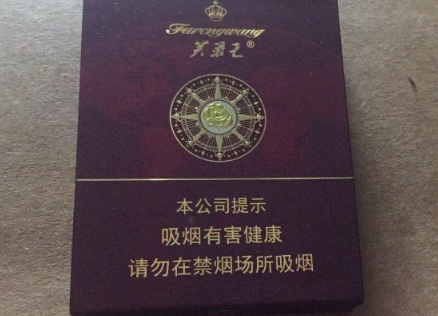 Furongwang
芙蓉王®
本公司提示
吸烟有害健康
请勿在禁烟场所吸烟